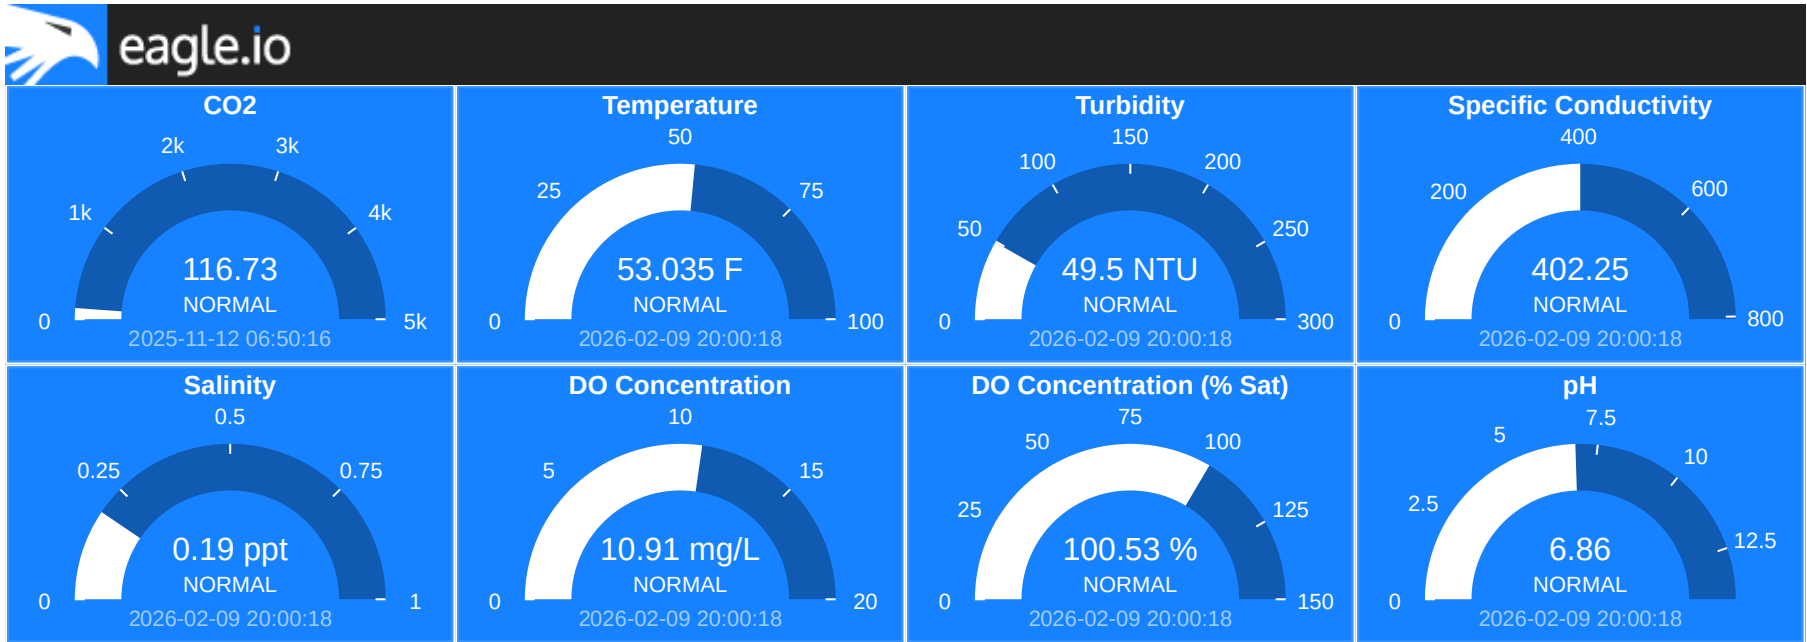 eagle.io
CO2
0
1k
2k
3k
4k
5k
116.73
NORMAL
2025-11-12 06:50:16
Temperature
0
25
50
75
100
53.035 F
NORMAL
2026-02-09 20:00:18
Turbidity
0
50
100
150
200
250
300
49.5 NTU
NORMAL
2026-02-09 20:00:18
Specific Conductivity
0
200
400
600
800
402.25
NORMAL
2026-02-09 20:00:18
Salinity
0
0.25
0.5
0.75
1
0.19 ppt
NORMAL
2026-02-09 20:00:18
DO Concentration
0
5
10
15
20
10.91 mg/L
NORMAL
2026-02-09 20:00:18
DO Concentration (% Sat)
0
25
50
75
100
125
150
100.53 %
NORMAL
2026-02-09 20:00:18
pH
0
2.5
5
7.5
10
12.5
6.86
NORMAL
2026-02-09 20:00:18